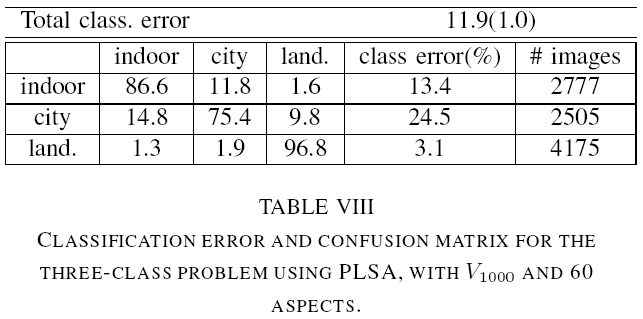 Total class. error 11.9(1.0)
indoor city land. class error(%) # images
indoor 86.6 11.8 1.6 13.4 2777
city 14.8 75.4 9.8 24.5 2505
land. 1.3 1.9 96.8 3.1 4175
TABLE VIII
CLASSIFICATION ERROR AND CONFUSION MATRIX FOR THE
THREE-CLASS PROBLEM USING PLSA, WITH V1000 AND 60
ASPECTS.